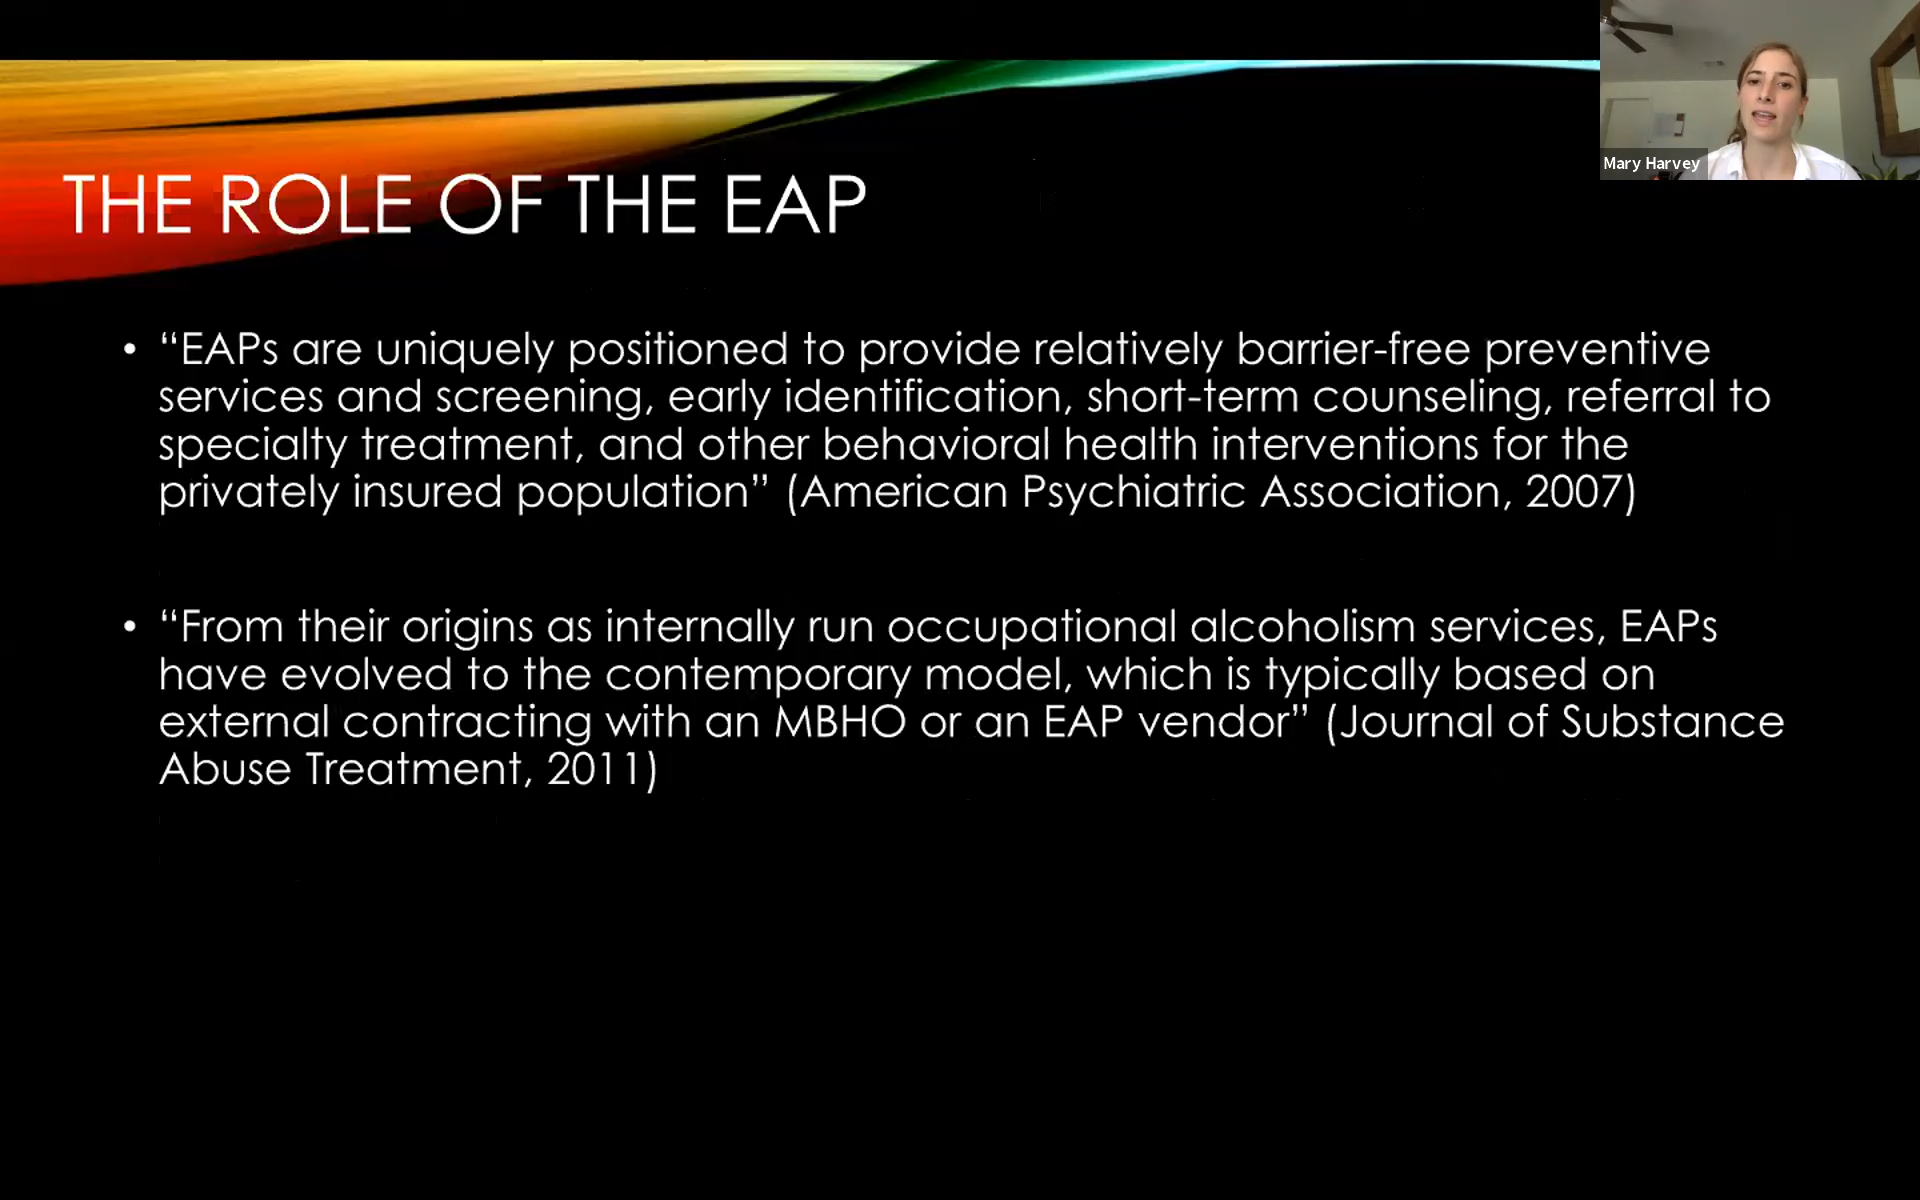 Mary Harvey
THE ROLE OF THE EAP
• “EAPs are uniquely positioned to provide relatively barrier-free preventive
services and screening, early identification, short-term counseling, referral to
specialty treatment, and other behavioral health interventions for the
privately insured population” (American Psychiatric Association, 2007)
• “From their origins as internally run occupational alcoholism services, EAPs
have evolved to the contemporary model, which is typically based on
external contracting with an MBHO or an EAP vendor” (Journal of Substance
Abuse Treatment, 2011)